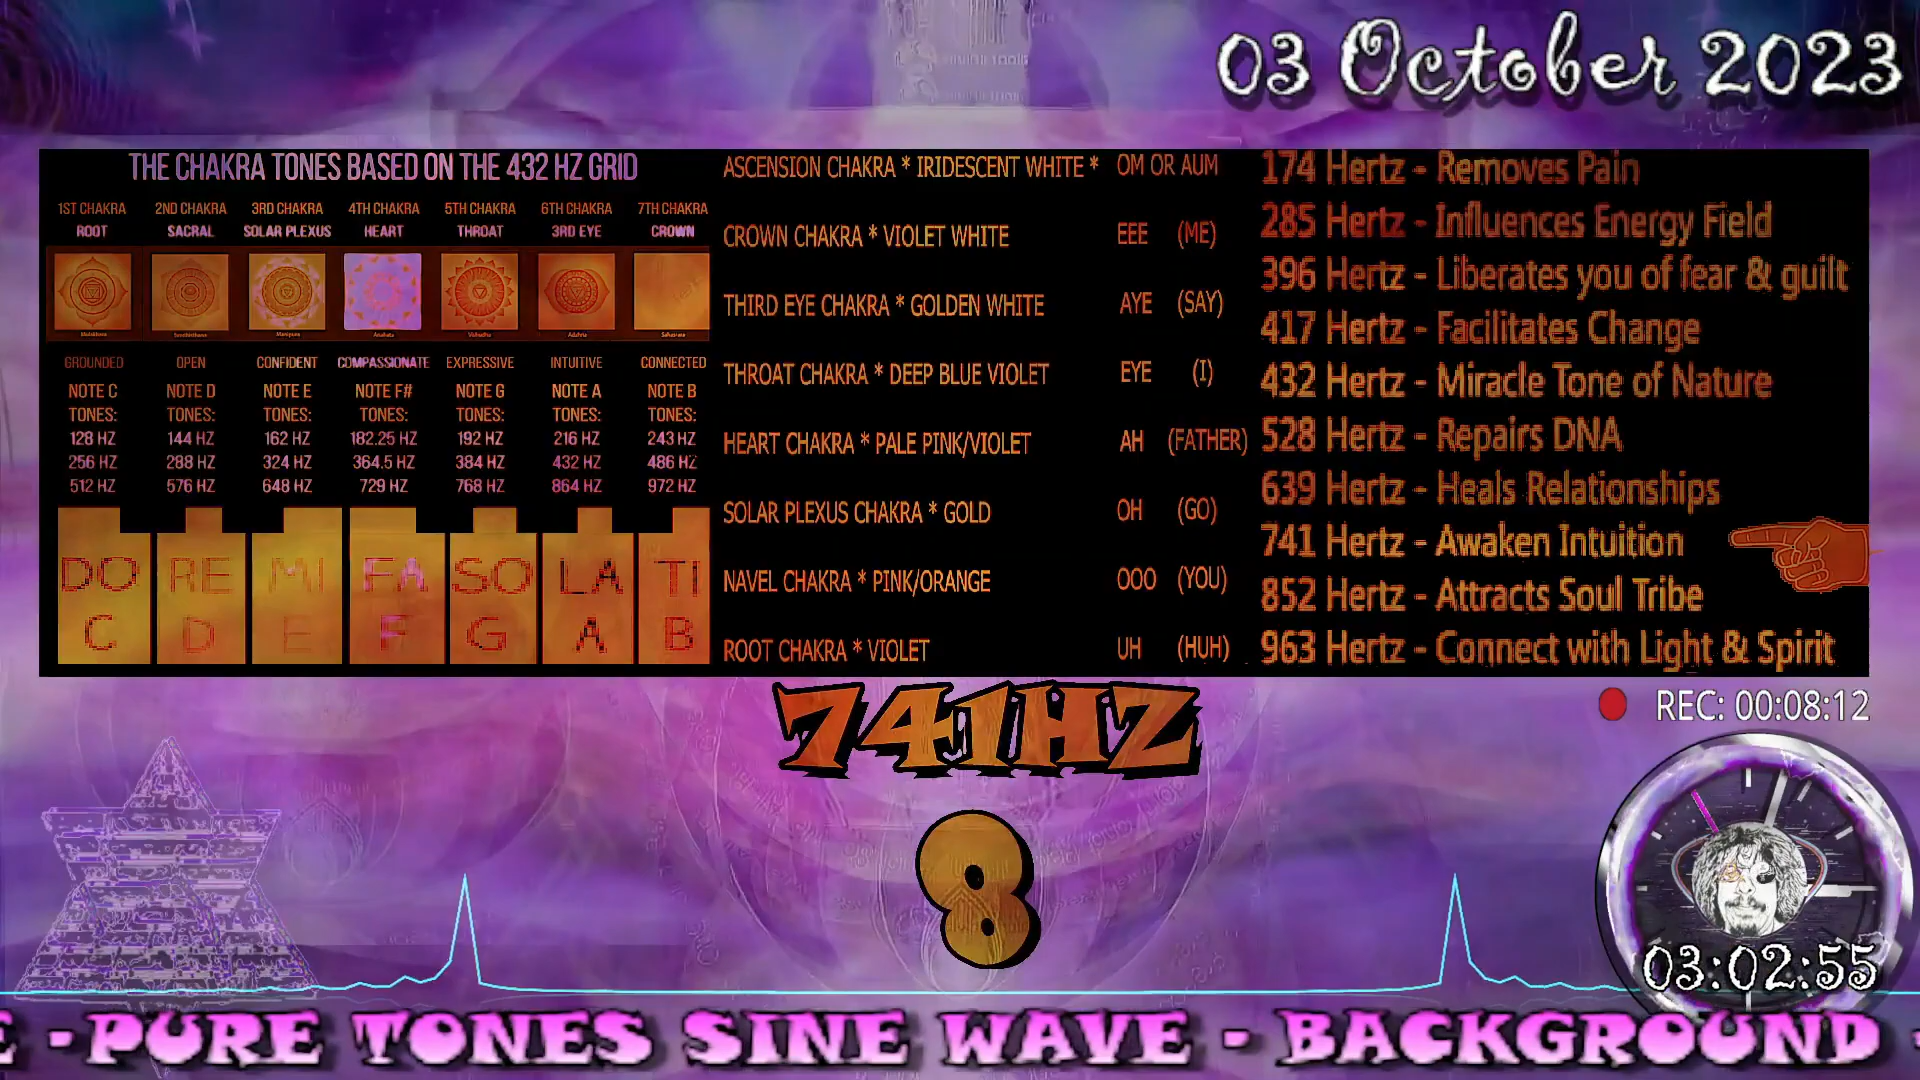 03 October 2023
THE CHAKRA TONES BASED ON THE 432 HZ GRID
1ST CHAKRA 2ND CHAKRA 3RD CHAKRA 4TH CHAKRA 5TH CHAKRA 6TH CHAKRA 7TH CHAKRA
ROOT SACRAL SOLAR PLEXUS HEART THROAT 3RD EYE CROWN
GROUNDED OPEN CONFIDENT COMPASSIONATE EXPRESSIVE INTUITIVE CONNECTED
NOTE C NOTE D NOTE E NOTE F# NOTE G NOTE A NOTE B
TONES: TONES: TONES: TONES: TONES: TONES: TONES:
128 HZ 144 HZ 162 HZ 182.25 HZ 192 HZ 216 HZ 243 HZ
256 HZ 288 HZ 324 HZ 364.5 HZ 384 HZ 432 HZ 486 HZ
512 HZ 576 HZ 648 HZ 729 HZ 768 HZ 864 HZ 972 HZ
DO RE MI FA SO LA TI
C D E F G A B
ASCENSION CHAKRA * IRIDESCENT WHITE * OM OR AUM
CROWN CHAKRA * VIOLET WHITE EEE (ME)
THIRD EYE CHAKRA * GOLDEN WHITE AYE (SAY)
THROAT CHAKRA * DEEP BLUE VIOLET EYE (I)
HEART CHAKRA * PALE PINK/VIOLET AH (FATHER)
SOLAR PLEXUS CHAKRA * GOLD OH (GO)
NAVEL CHAKRA * PINK/ORANGE OOO (YOU)
ROOT CHAKRA * VIOLET UH (HUH)
174 Hertz - Removes Pain
285 Hertz - Influences Energy Field
396 Hertz - Liberates you of fear & guilt
417 Hertz - Facilitates Change
432 Hertz - Miracle Tone of Nature
528 Hertz - Repairs DNA
639 Hertz - Heals Relationships
741 Hertz - Awaken Intuition
852 Hertz - Attracts Soul Tribe
963 Hertz - Connect with Light & Spirit
741HZ
REC: 00:08:12
8
03:02:55
E - PURE TONES SINE WAVE - BACKGROUND -